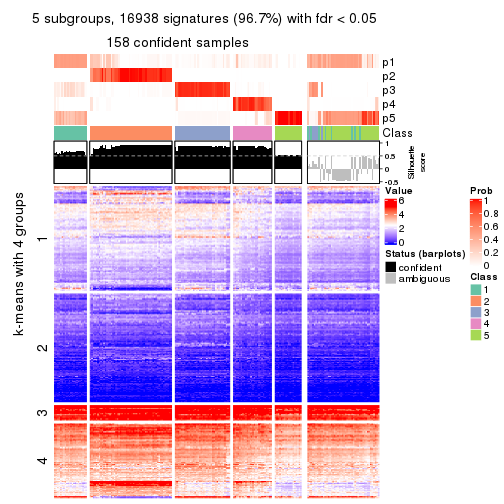 5 subgroups, 16938 signatures (96.7%) with fdr < 0.05
158 confident samples
p1
p2
p3
p4
p5
Class
1
0.5
0
-0.5
Silhouette
score
k-means with 4 groups
1
2
3
4
Value
6
4
2
0
Status (barplots)
confident
ambiguous
Prob
1
0.8
0.6
0.4
0.2
0
Class
1
2
3
4
5